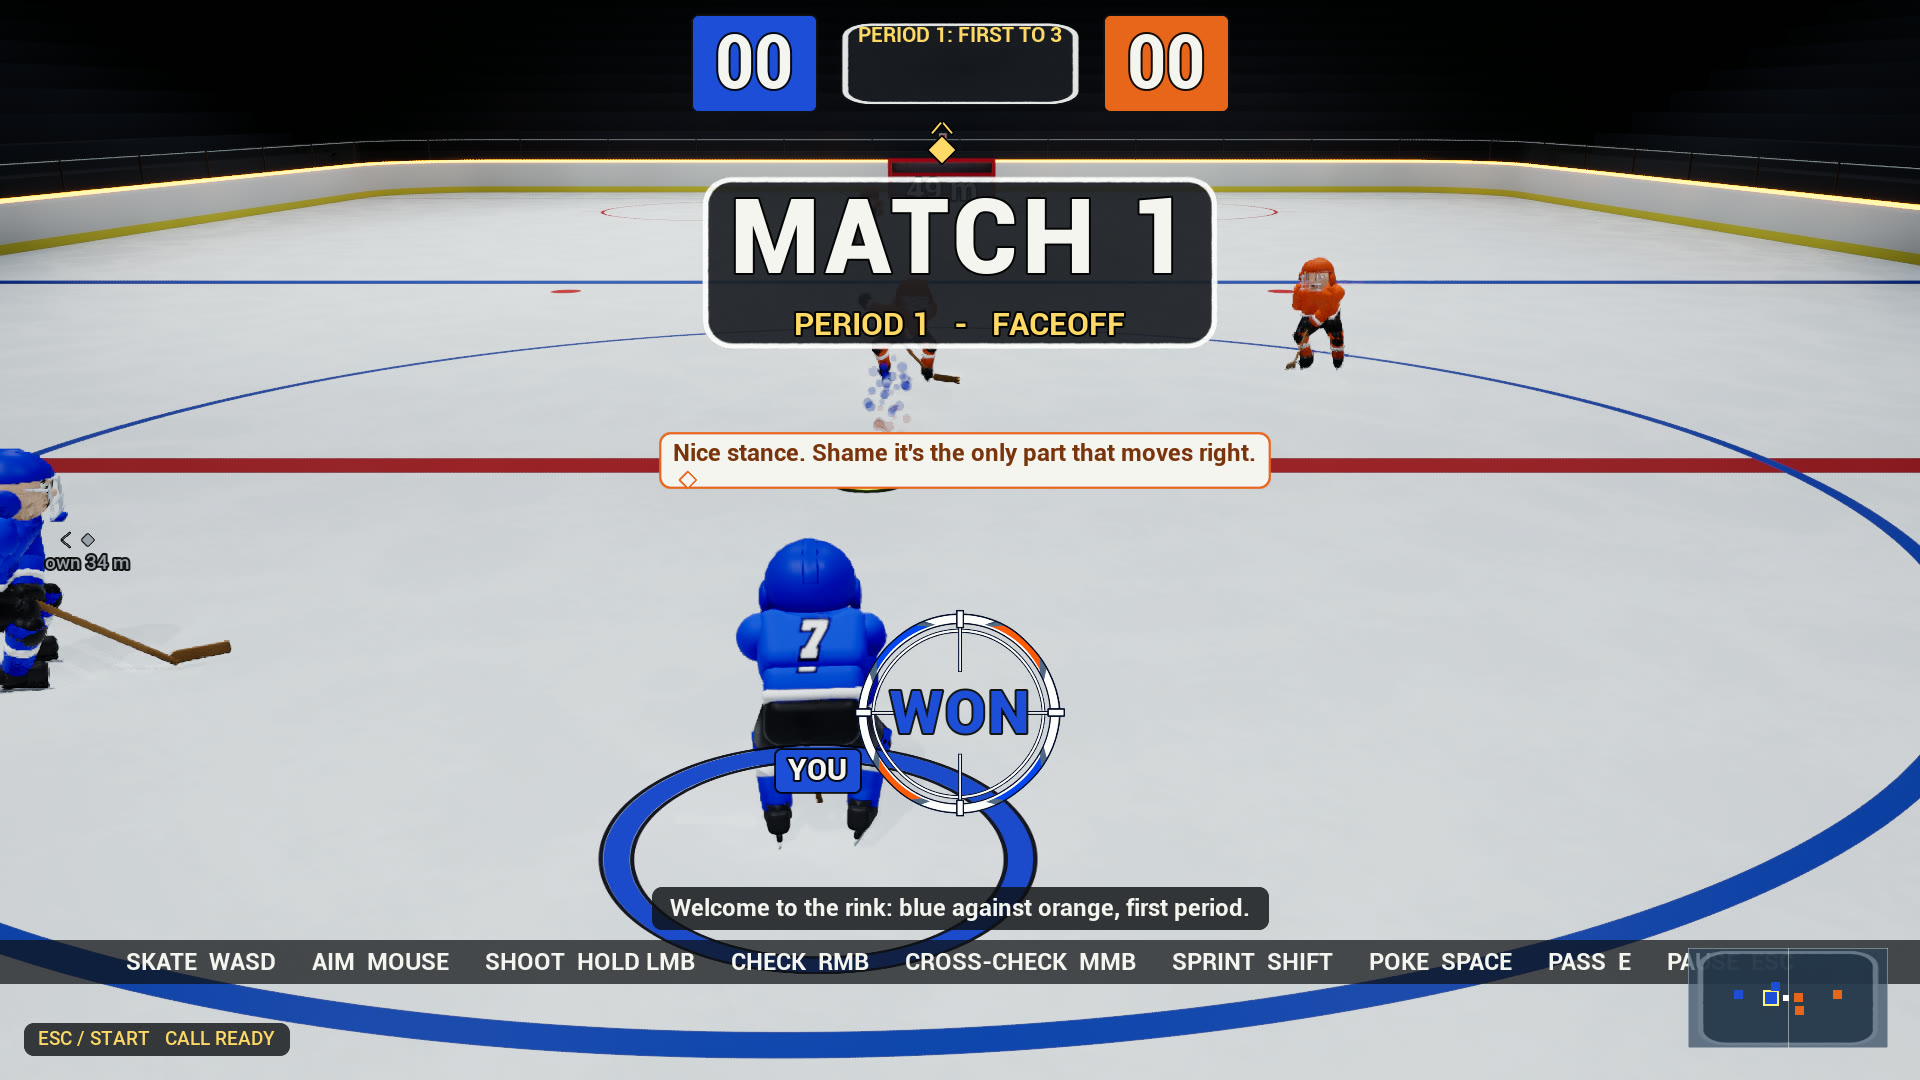 00
PERIOD 1: FIRST TO 3
00
49 m
MATCH 1
PERIOD 1 - FACEOFF
Nice stance. Shame it's the only part that moves right.
own 34 m
7
WON
YOU
Welcome to the rink: blue against orange, first period.
SKATE WASD AIM MOUSE SHOOT HOLD LMB CHECK RMB CROSS-CHECK MMB SPRINT SHIFT POKE SPACE PASS E PAUSE ESC
ESC / START CALL READY